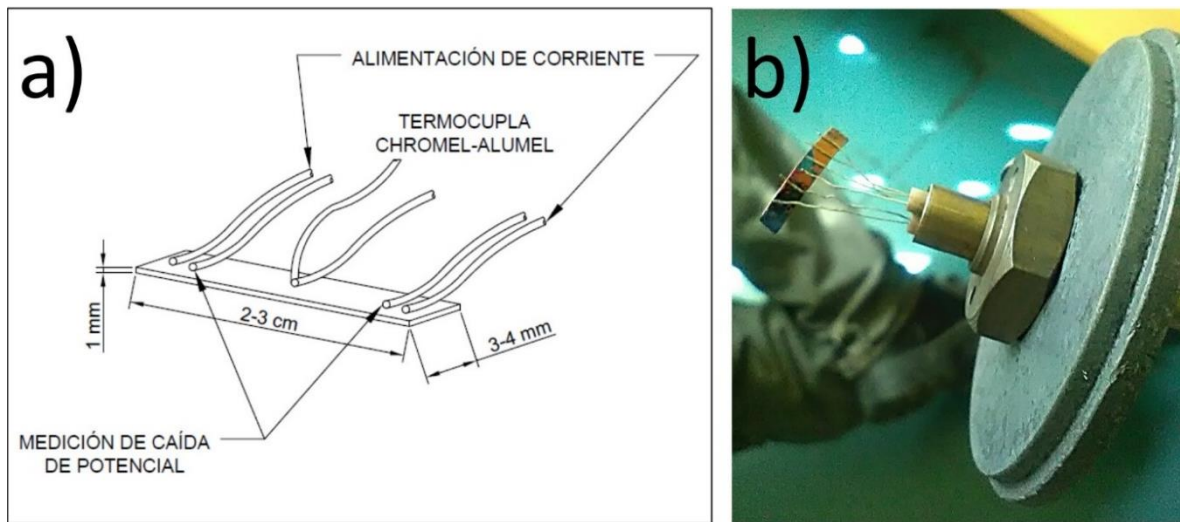 a)
ALIMENTACIÓN DE CORRIENTE
TERMOCUPLA
CHROMEL-ALUMEL
1 mm
2-3 cm
3-4 mm
MEDICIÓN DE CAÍDA
DE POTENCIAL
b)